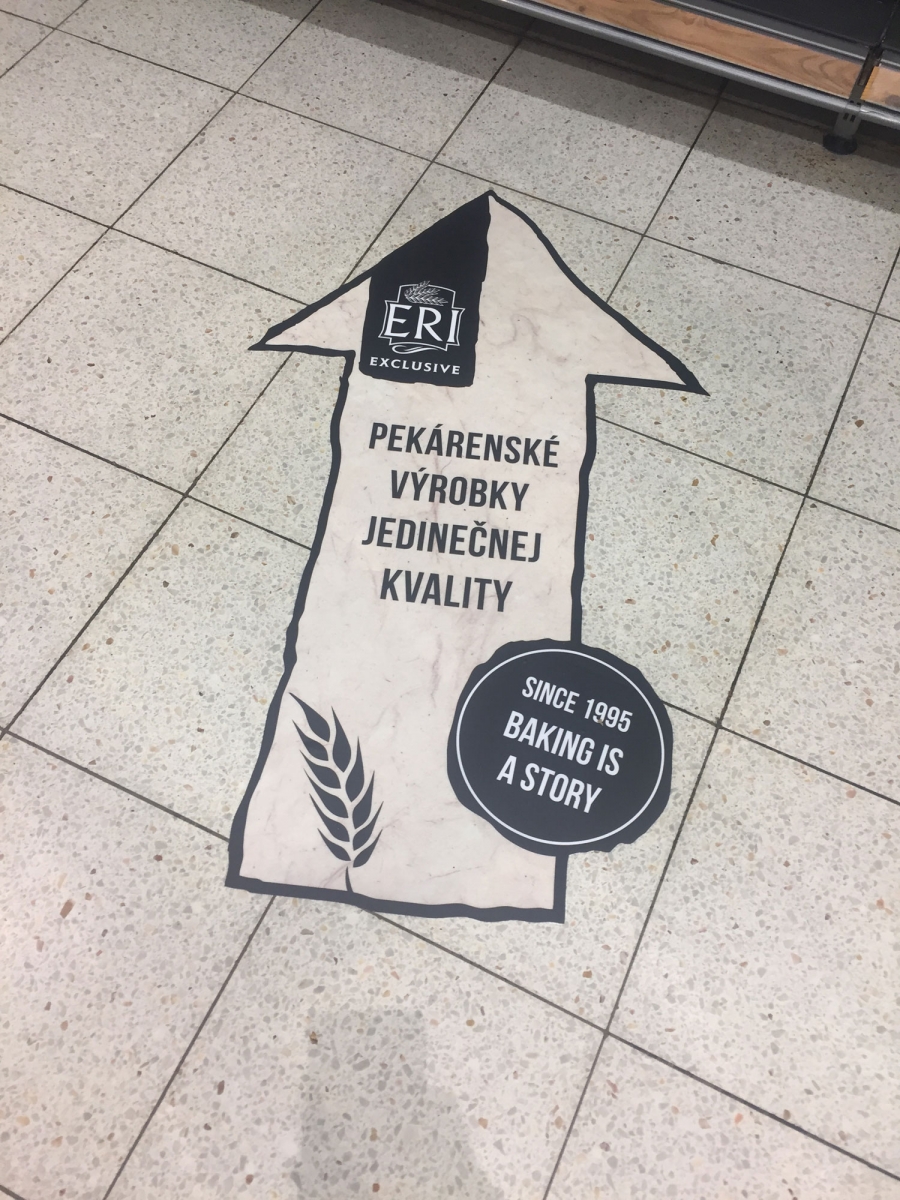 ERI
EXCLUSIVE
PEKÁRENSKÉ
VÝROBKY
JEDINEČNEJ
KVALITY
SINCE 1995
BAKING IS
A STORY